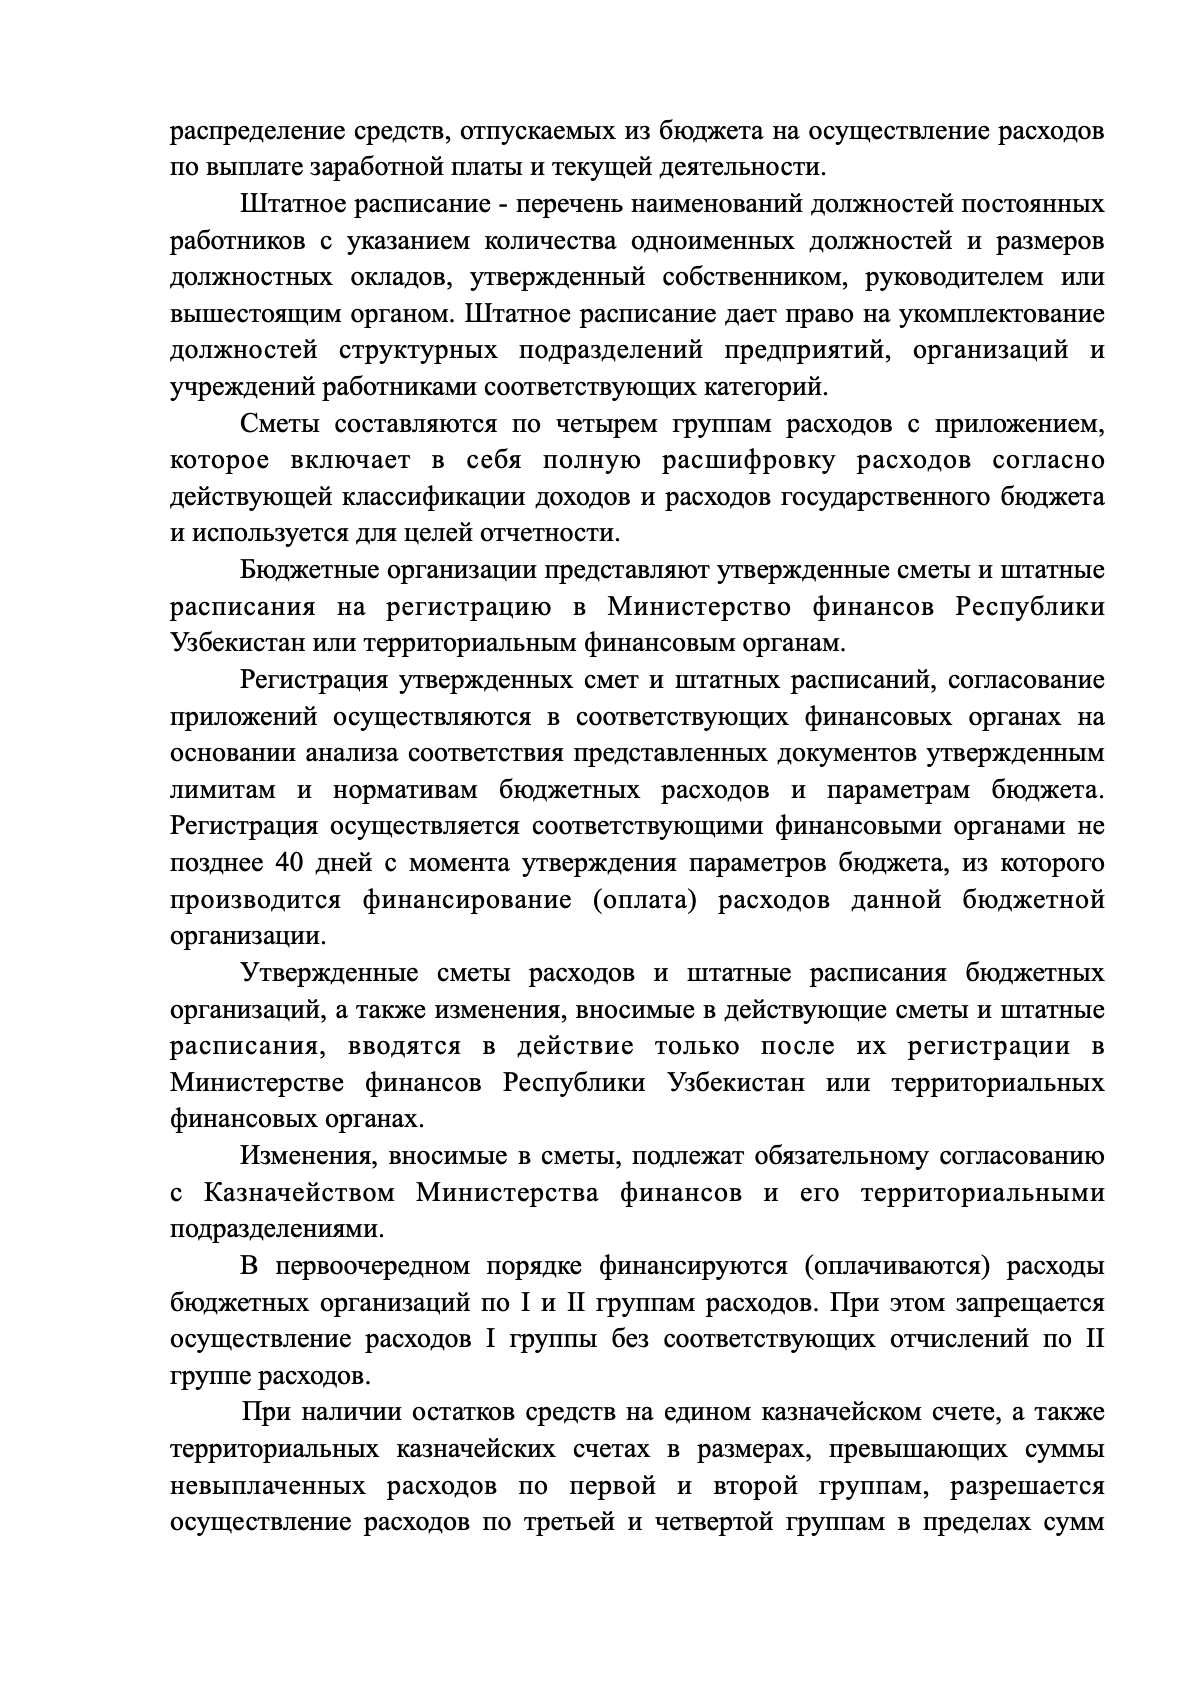 распределение средств, отпускаемых из бюджета на осуществление расходов
по выплате заработной платы и текущей деятельности.
Штатное расписание - перечень наименований должностей постоянных
работников с указанием количества одноименных должностей и размеров
должностных окладов, утвержденный собственником, руководителем или
вышестоящим органом. Штатное расписание дает право на укомплектование
должностей структурных подразделений предприятий, организаций и
учреждений работниками соответствующих категорий.
Сметы составляются по четырем группам расходов с приложением,
которое включает в себя полную расшифровку расходов согласно
действующей классификации доходов и расходов государственного бюджета
и используется для целей отчетности.
Бюджетные организации представляют утвержденные сметы и штатные
расписания на регистрацию в Министерство финансов Республики
Узбекистан или территориальным финансовым органам.
Регистрация утвержденных смет и штатных расписаний, согласование
приложений осуществляются в соответствующих финансовых органах на
основании анализа соответствия представленных документов утвержденным
лимитам и нормативам бюджетных расходов и параметрам бюджета.
Регистрация осуществляется соответствующими финансовыми органами не
позднее 40 дней с момента утверждения параметров бюджета, из которого
производится финансирование (оплата) расходов данной бюджетной
организации.
Утвержденные сметы расходов и штатные расписания бюджетных
организаций, а также изменения, вносимые в действующие сметы и штатные
расписания, вводятся в действие только после их регистрации в
Министерстве финансов Республики Узбекистан или территориальных
финансовых органах.
Изменения, вносимые в сметы, подлежат обязательному согласованию
с Казначейством Министерства финансов и его территориальными
подразделениями.
В первоочередном порядке финансируются (оплачиваются) расходы
бюджетных организаций по I и II группам расходов. При этом запрещается
осуществление расходов I группы без соответствующих отчислений по II
группе расходов.
При наличии остатков средств на едином казначейском счете, а также
территориальных казначейских счетах в размерах, превышающих суммы
невыплаченных расходов по первой и второй группам, разрешается
осуществление расходов по третьей и четвертой группам в пределах сумм